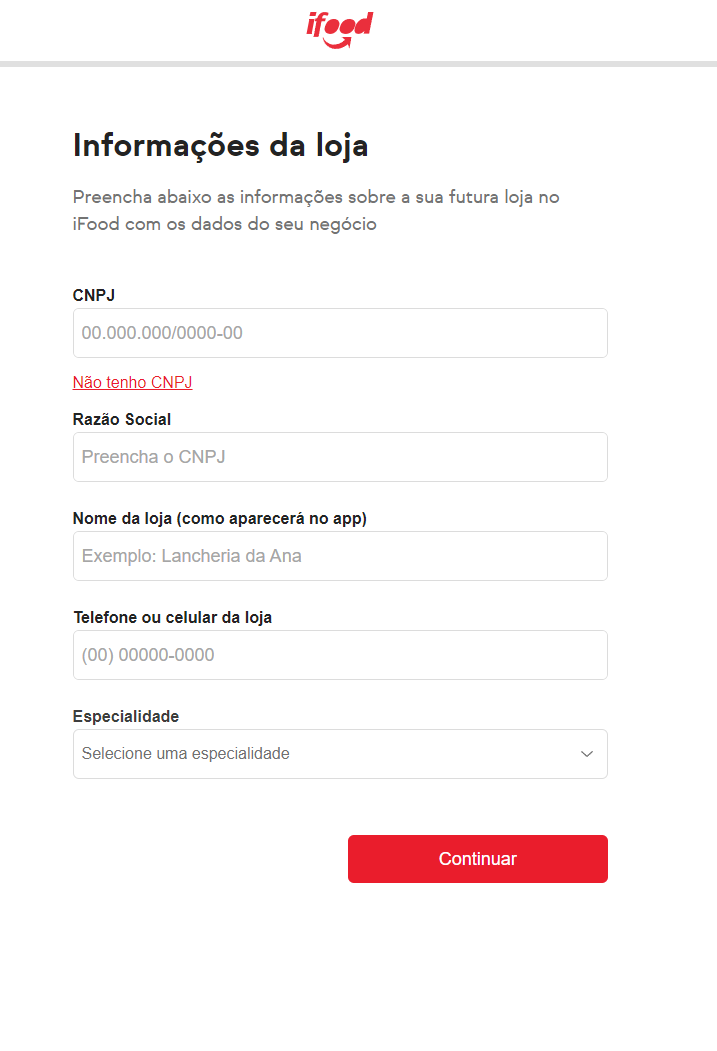 ifood
Informações da loja
Preencha abaixo as informações sobre a sua futura loja no
iFood com os dados do seu negócio
CNPJ
00.000.000/0000-00
Não tenho CNPJ
Razão Social
Preencha o CNPJ
Nome da loja (como aparecerá no app)
Exemplo: Lancheria da Ana
Telefone ou celular da loja
(00) 00000-0000
Especialidade
Selecione uma especialidade
Continuar